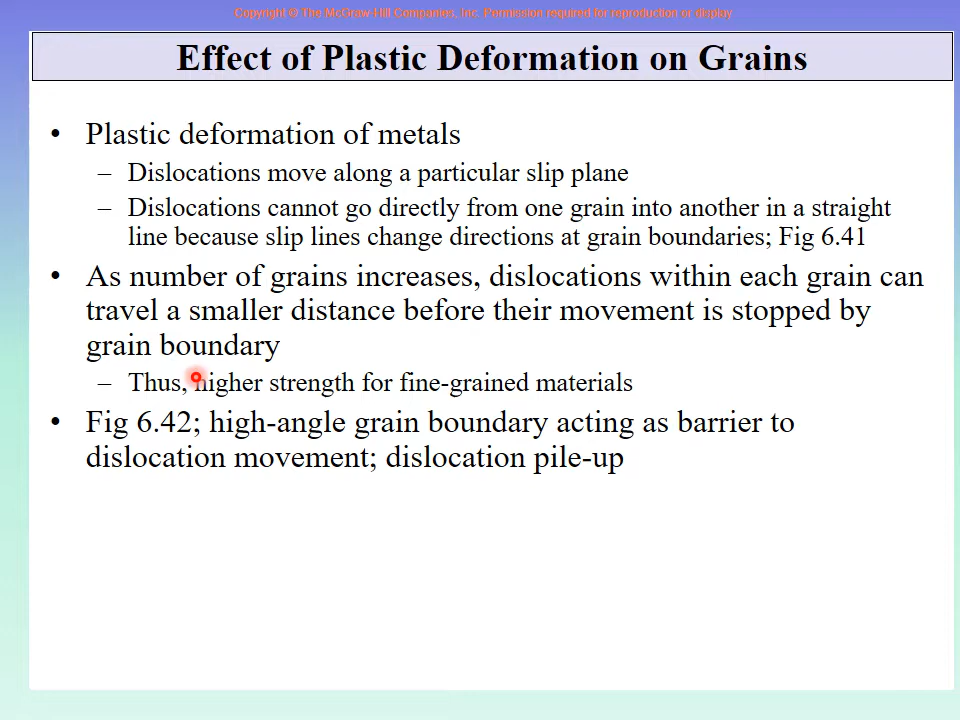 Copyright © The McGraw-Hill Companies, Inc. Permission required for reproduction or display
Effect of Plastic Deformation on Grains
• Plastic deformation of metals
– Dislocations move along a particular slip plane
– Dislocations cannot go directly from one grain into another in a straight
line because slip lines change directions at grain boundaries; Fig 6.41
• As number of grains increases, dislocations within each grain can
travel a smaller distance before their movement is stopped by
grain boundary
– Thus, higher strength for fine-grained materials
• Fig 6.42; high-angle grain boundary acting as barrier to
dislocation movement; dislocation pile-up